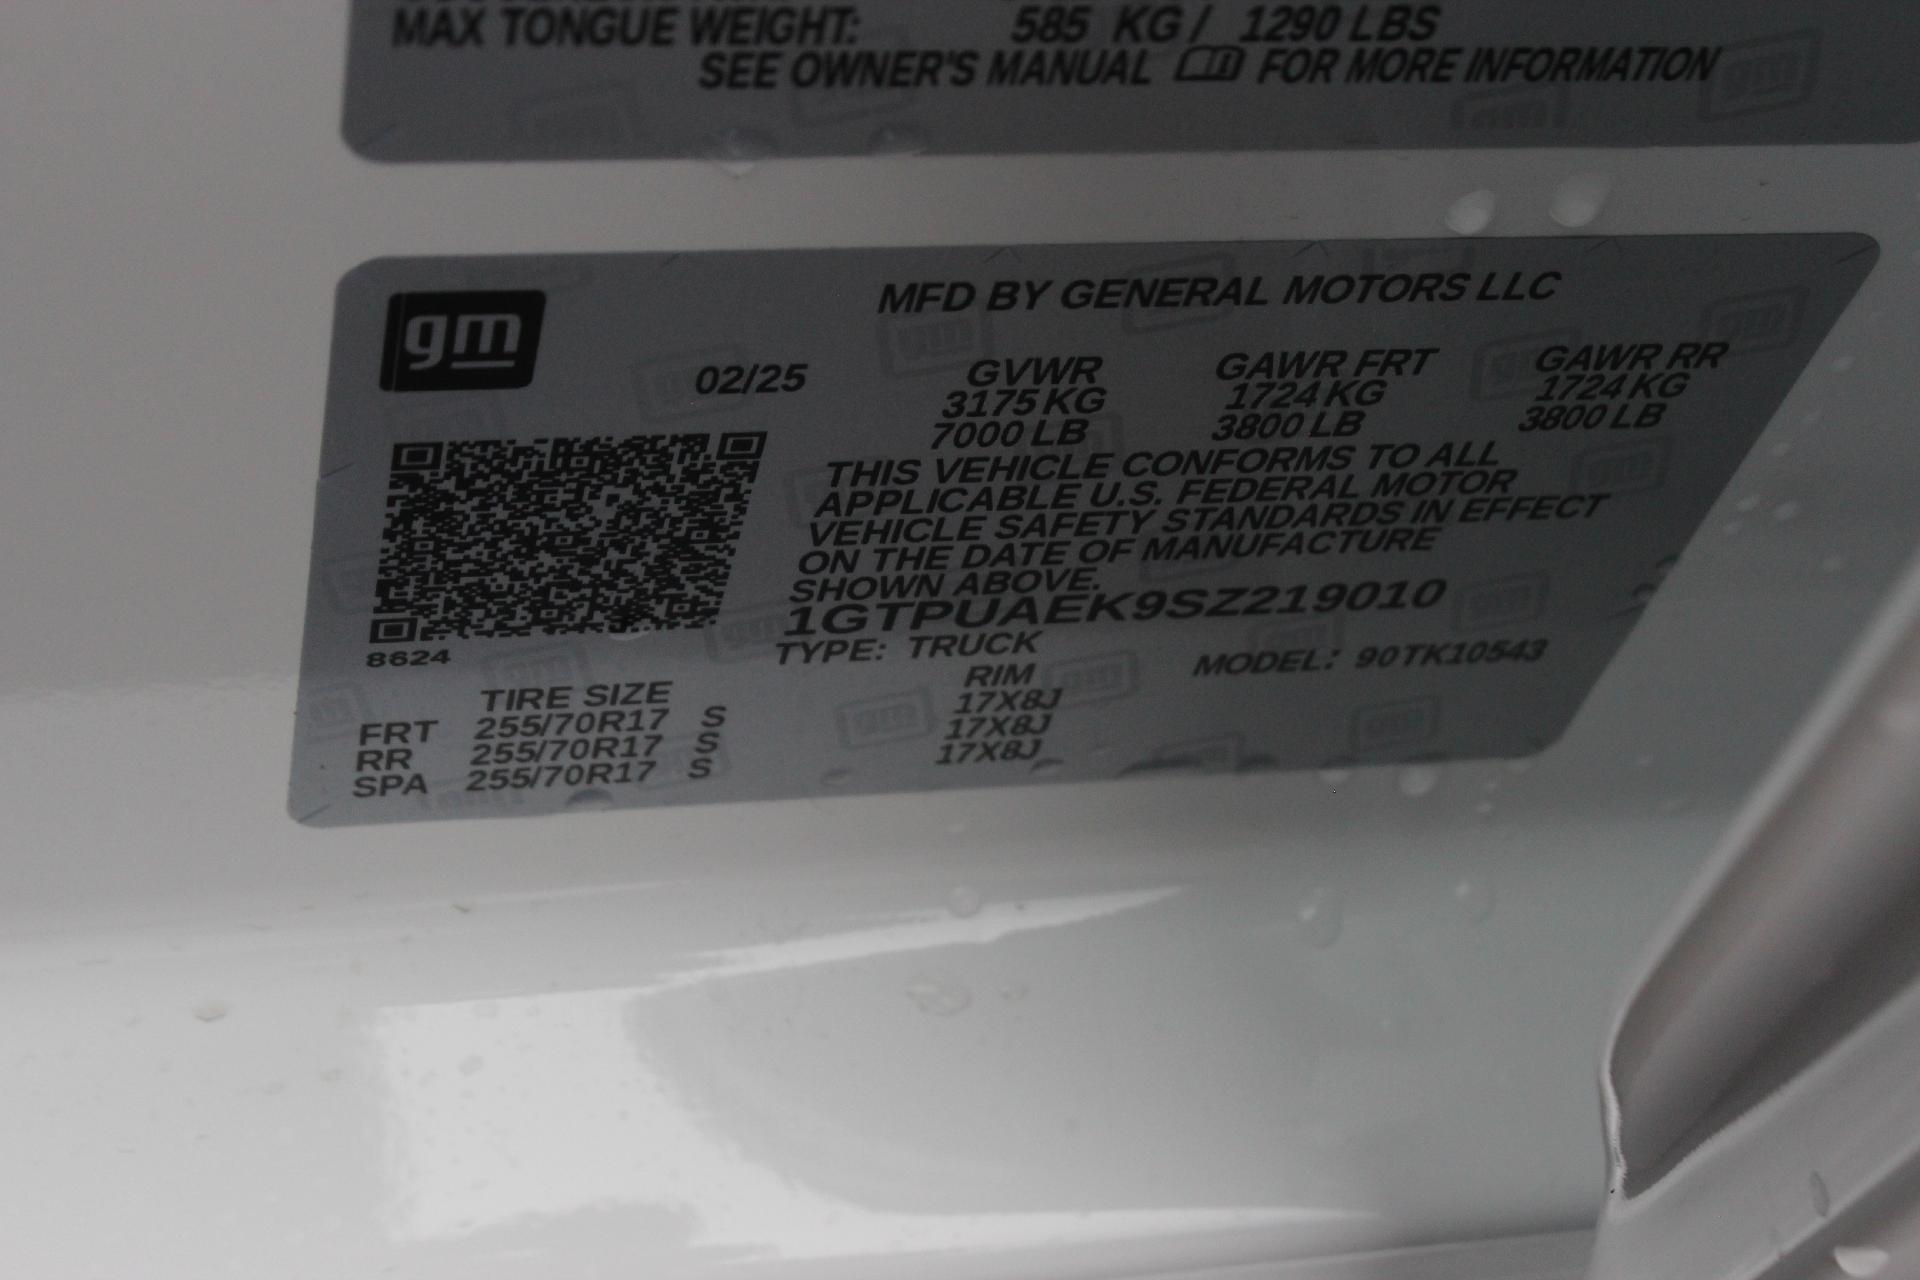 MAX TONGUE WEIGHT: 585 KG / 1290 LBS
SEE OWNER'S MANUAL FOR MORE INFORMATION
gm
MFD BY GENERAL MOTORS LLC
02/25 GVWR GAWR FRT GAWR RR
3175 KG 1724 KG 1724 KG
7000 LB 3800 LB 3800 LB
THIS VEHICLE CONFORMS TO ALL
APPLICABLE U.S. FEDERAL MOTOR
VEHICLE SAFETY STANDARDS IN EFFECT
ON THE DATE OF MANUFACTURE
SHOWN ABOVE.
1GTPUAEK9SZ219010
8624
TYPE: TRUCK MODEL: 90TK10543
TIRE SIZE RIM
FRT 255/70R17 S 17X8J
RR 255/70R17 S 17X8J
SPA 255/70R17 S 17X8J